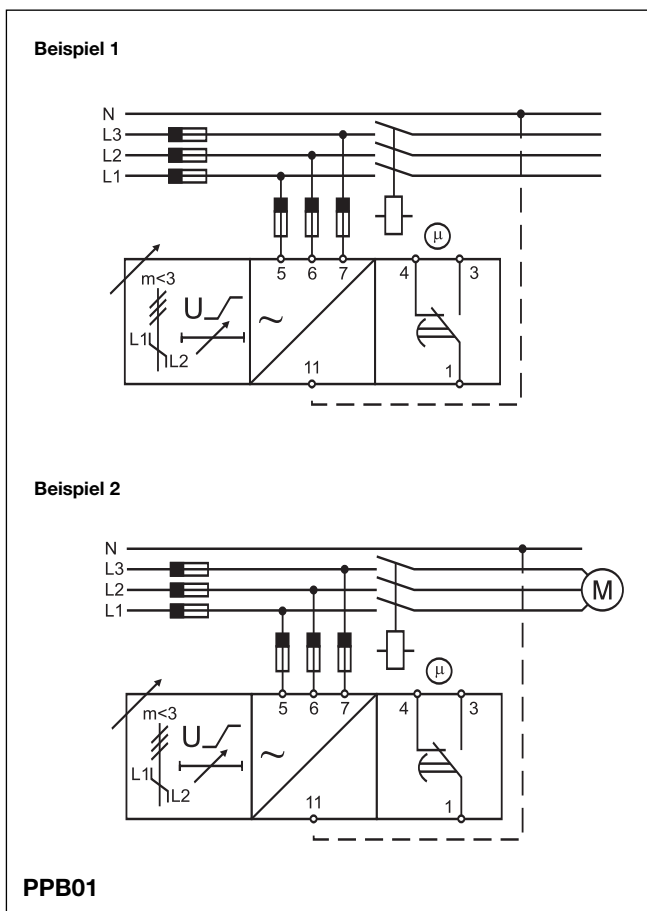 Beispiel 1
N
L3
L2
L1
µ
5 6 7 4 3
m<3
U
L1
L2
~
11 1
Beispiel 2
N
L3
L2
L1
M
µ
5 6 7 4 3
m<3
U
L1
L2
~
11 1
PPB01